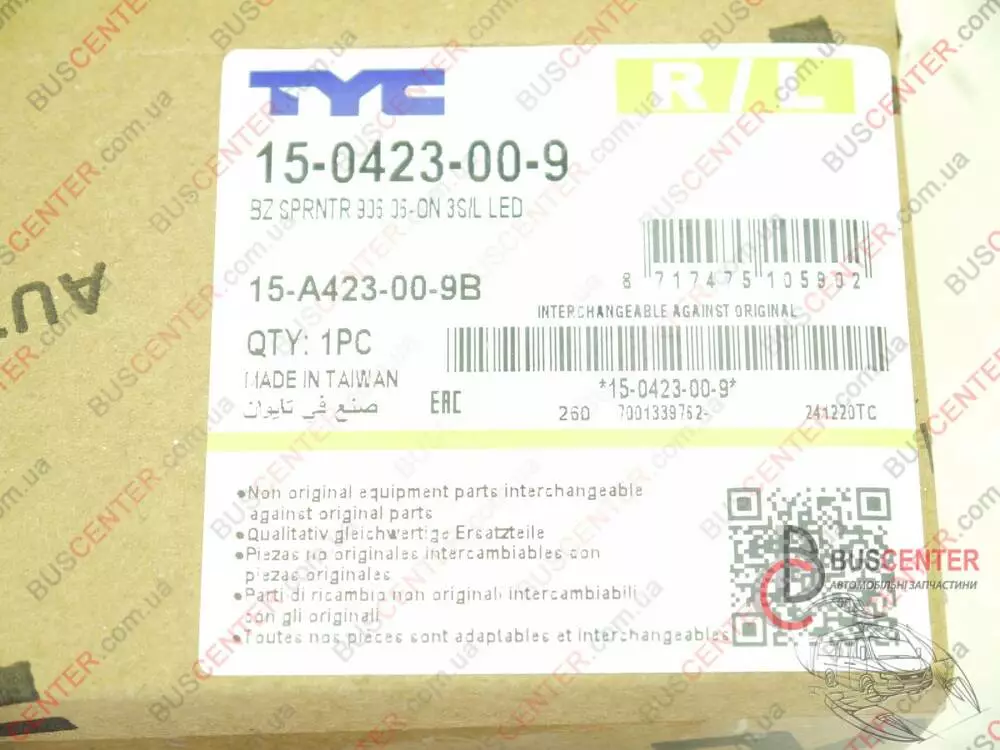 TYC
R/L
15-0423-00-9
BZ SPRNTR 906 06-ON 3S/L LED
8 717475 105902
15-A423-00-9B
INTERCHANGEABLE AGAINST ORIGINAL
QTY: 1PC
MADE IN TAIWAN
*15-0423-00-9*
صنع في تايوان
EAC
260 7001339762-
241220TC
•Non original equipment parts interchangeable
against original parts
•Qualitativ gleichwertige Ersatzteile
•Piezas no originales intercambiables con
piezas originales
•Parti di ricambio non originali intercambiabili
con gli originali
•Toutes nos pièces sont adaptables et interchangeables
BUSCENTER
АВТОМОБІЛЬНІ ЗАПЧАСТИНИ
BUSCENTER.com.ua
AU